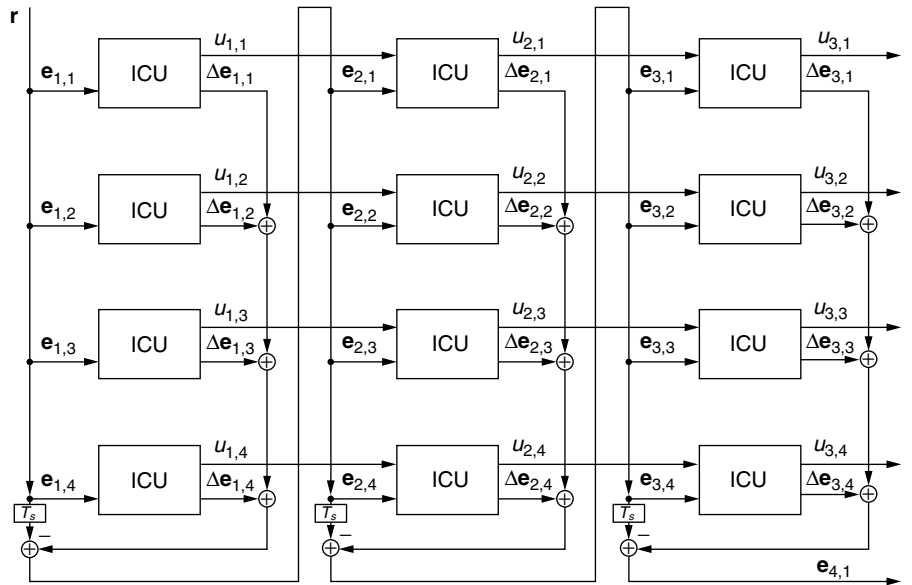 r
u1,1 u2,1 u3,1
e1,1 ICU Δe1,1 e2,1 ICU Δe2,1 e3,1 ICU Δe3,1
u1,2 u2,2 u3,2
e1,2 ICU Δe1,2 e2,2 ICU Δe2,2 e3,2 ICU Δe3,2
u1,3 u2,3 u3,3
e1,3 ICU Δe1,3 e2,3 ICU Δe2,3 e3,3 ICU Δe3,3
u1,4 u2,4 u3,4
e1,4 ICU Δe1,4 e2,4 ICU Δe2,4 e3,4 ICU Δe3,4
Ts Ts Ts
− − −
e4,1